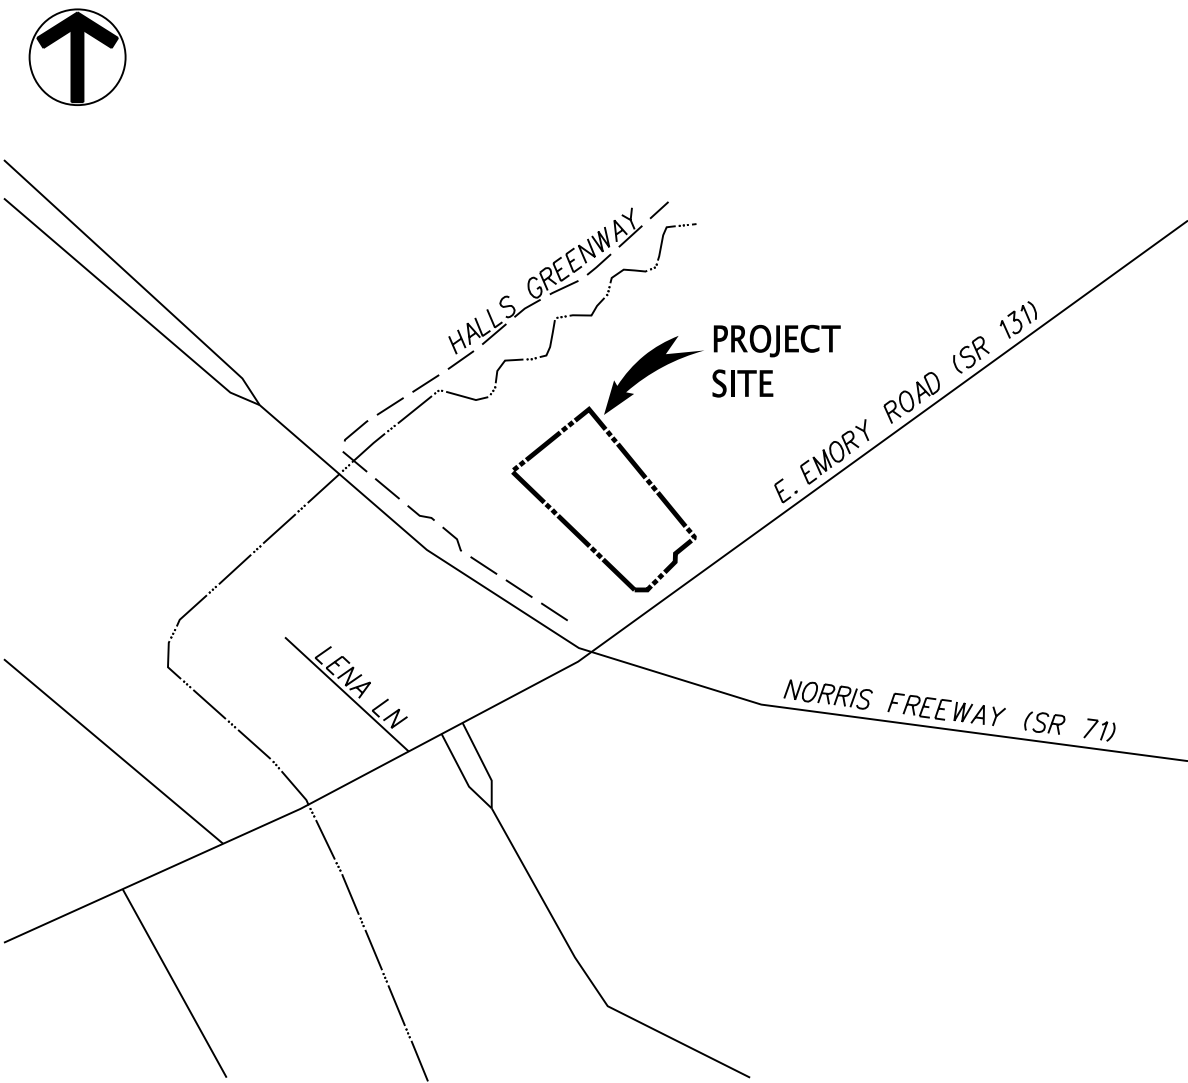 HALLS GREENWAY
PROJECT
SITE
E. EMORY ROAD (SR 131)
LENA LN
NORRIS FREEWAY (SR 71)